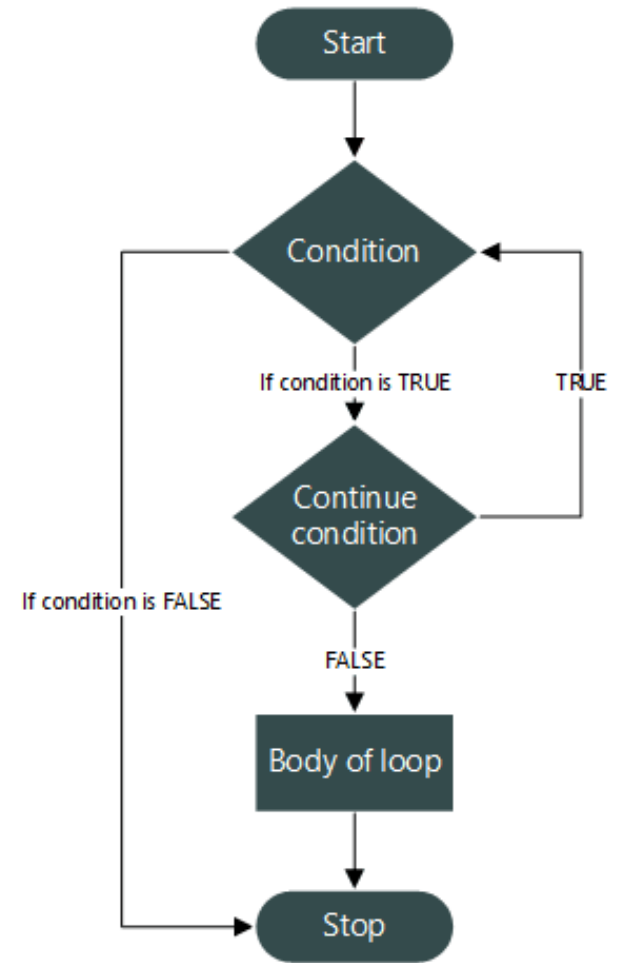 Start
Condition
If condition is TRUE
TRUE
Continue
condition
If condition is FALSE
FALSE
Body of loop
Stop